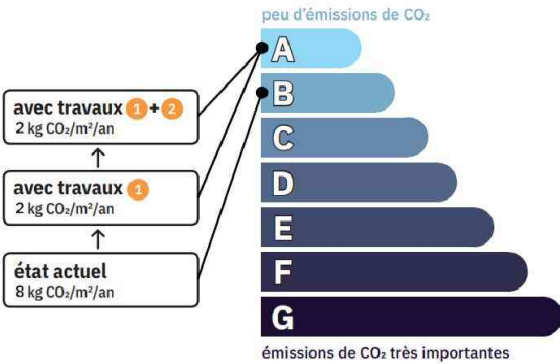 peu d'émissions de CO₂
A
B
C
D
E
F
G
émissions de CO₂ très importantes
avec travaux 1 + 2
2 kg CO₂/m²/an
avec travaux 1
2 kg CO₂/m²/an
état actuel
8 kg CO₂/m²/an